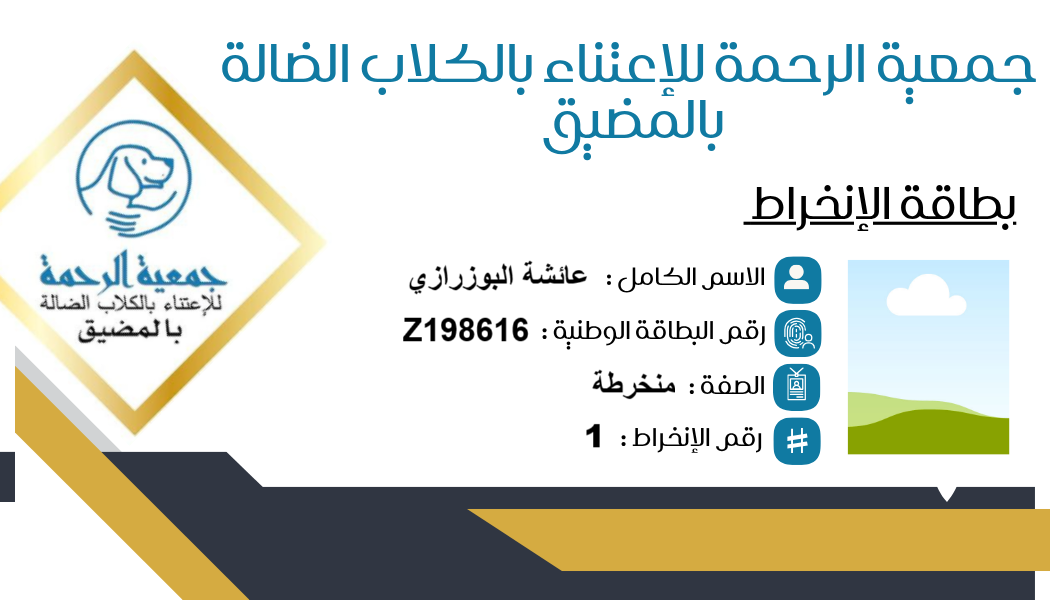 جمعية الرحمة للإعتناء بالكلاب الضالة
بالمضيق
بطاقة الإنخراط
الاسم الكامل : عائشة البوزرازي
رقم البطاقة الوطنية : Z198616
الصفة : منخرطة
رقم الإنخراط : 1
جمعية الرحمة
للإعتناء بالكلاب الضالة
بالمضيق